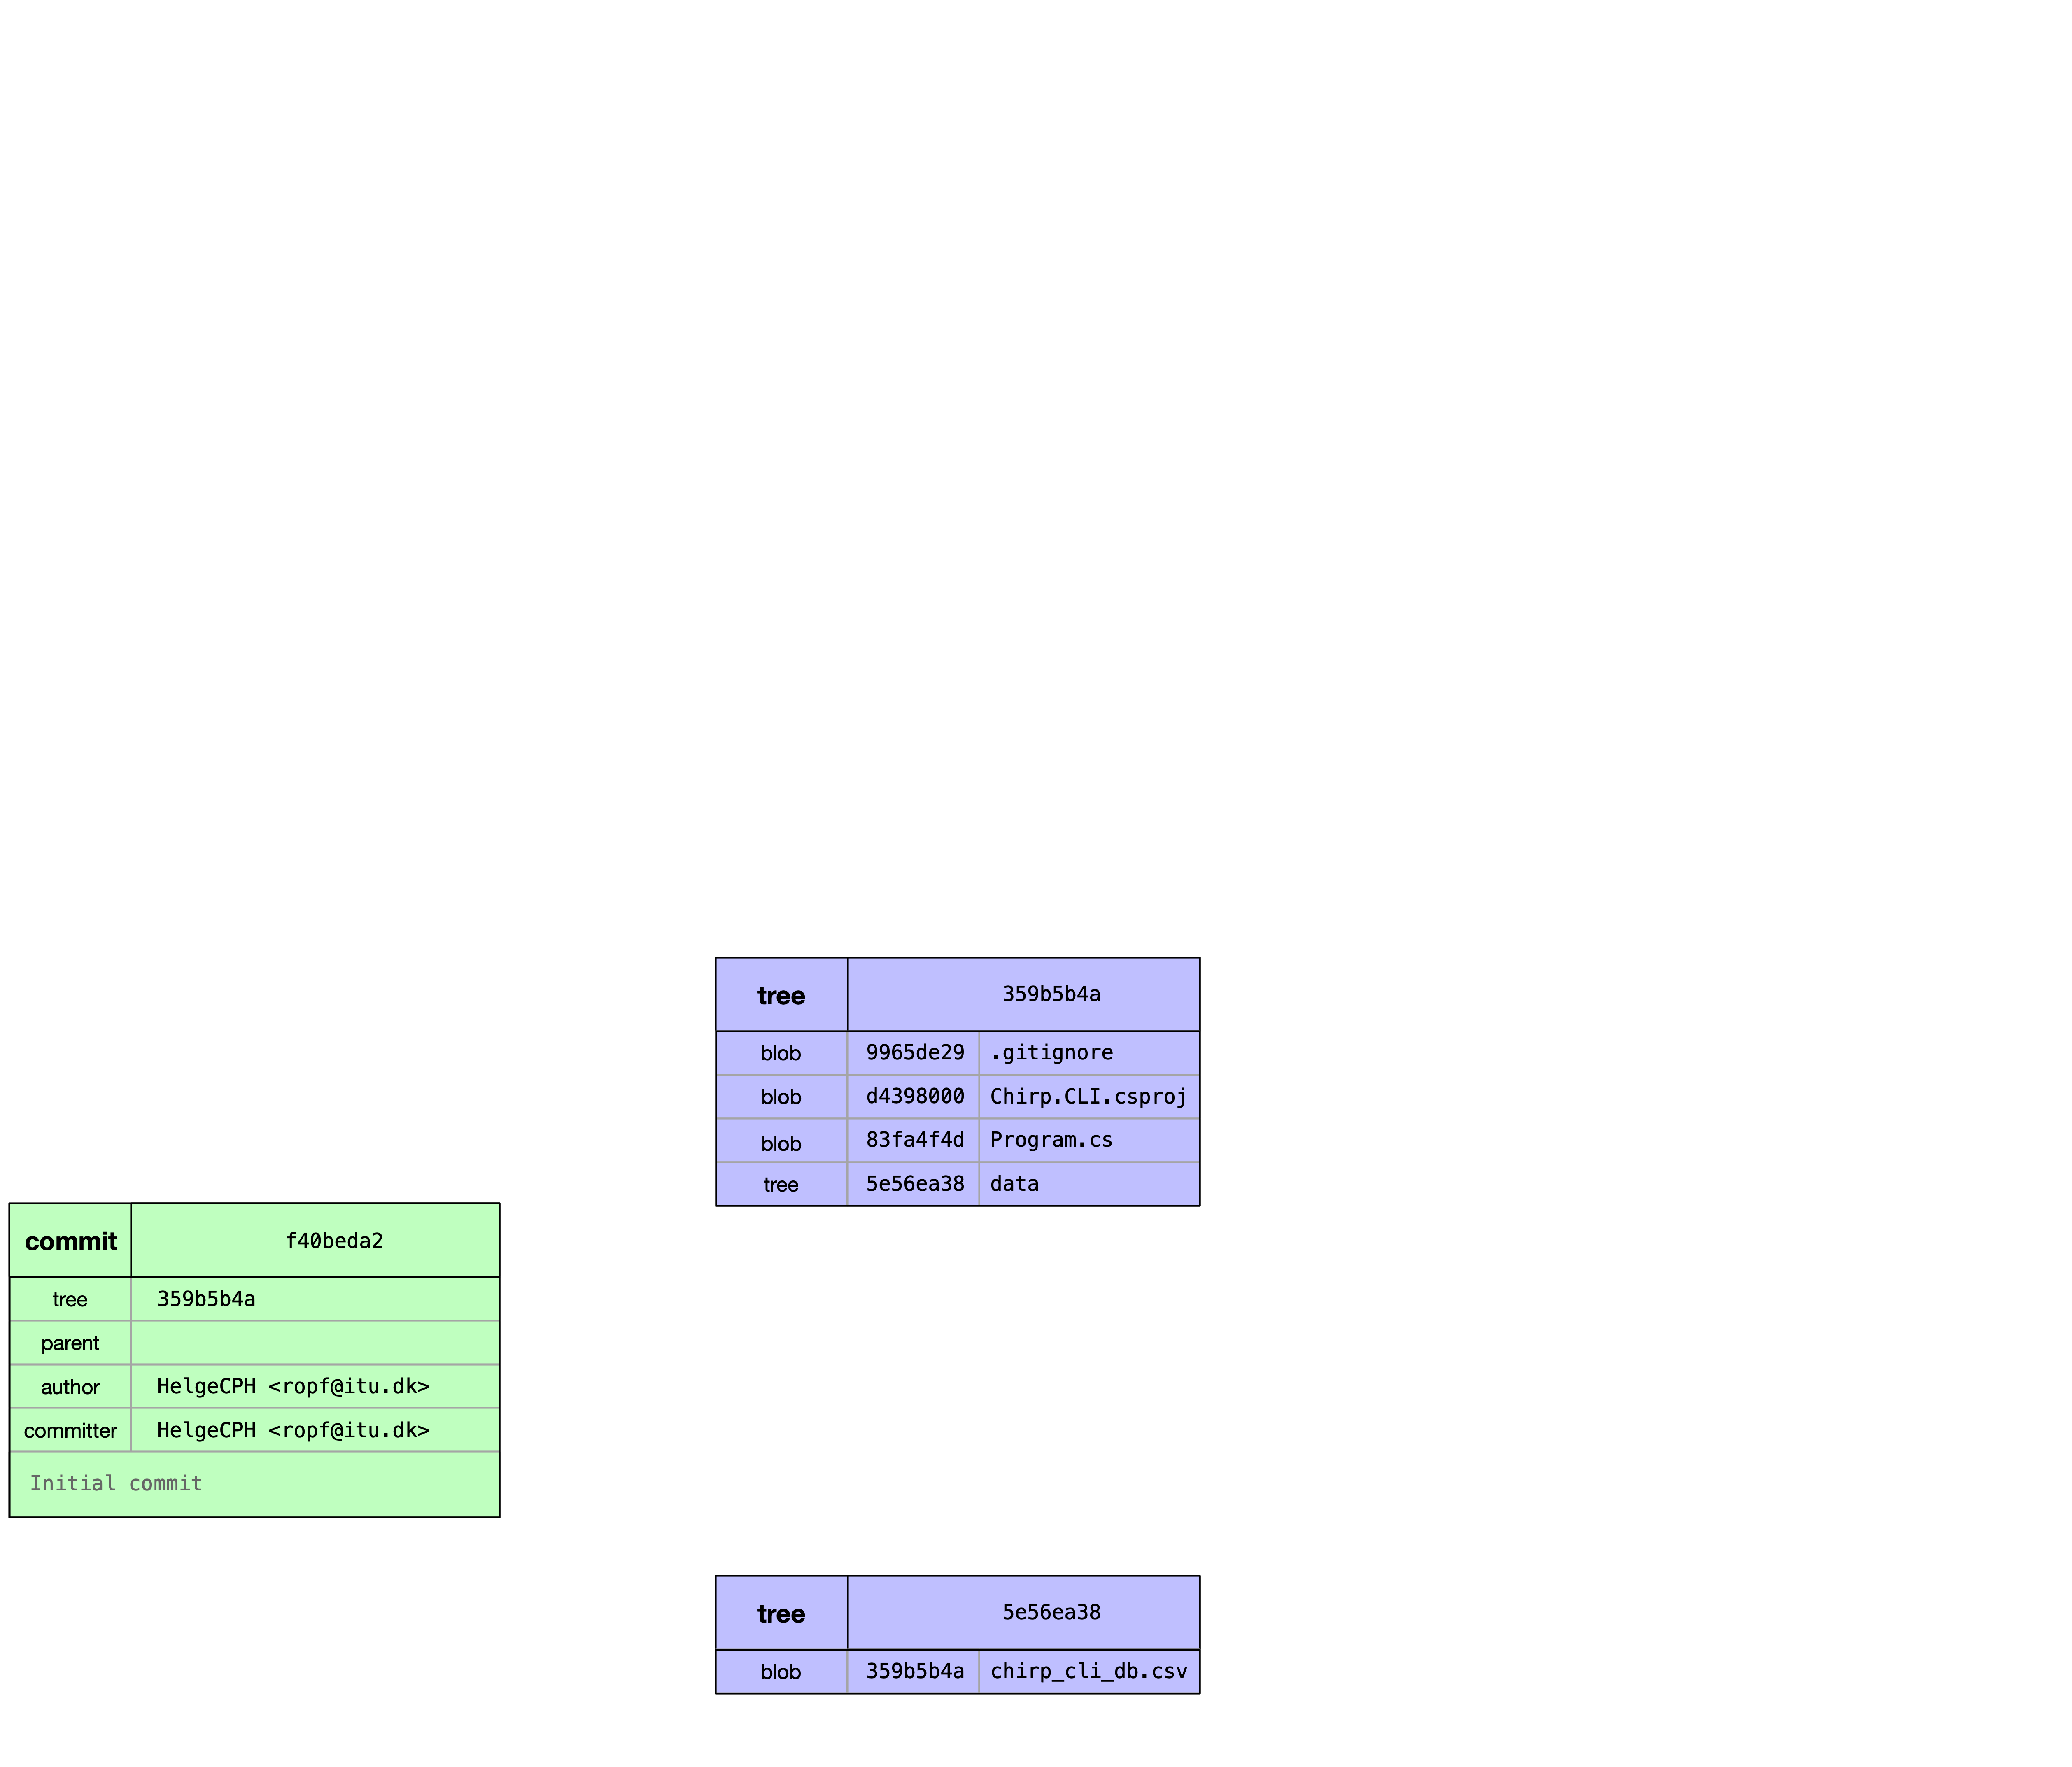 tree 359b5b4a
blob 9965de29 .gitignore
blob d4398000 Chirp.CLI.csproj
blob 83fa4f4d Program.cs
tree 5e56ea38 data
commit f40beda2
tree 359b5b4a
parent
author HelgeCPH <ropf@itu.dk>
committer HelgeCPH <ropf@itu.dk>
Initial commit
tree 5e56ea38
blob 359b5b4a chirp_cli_db.csv